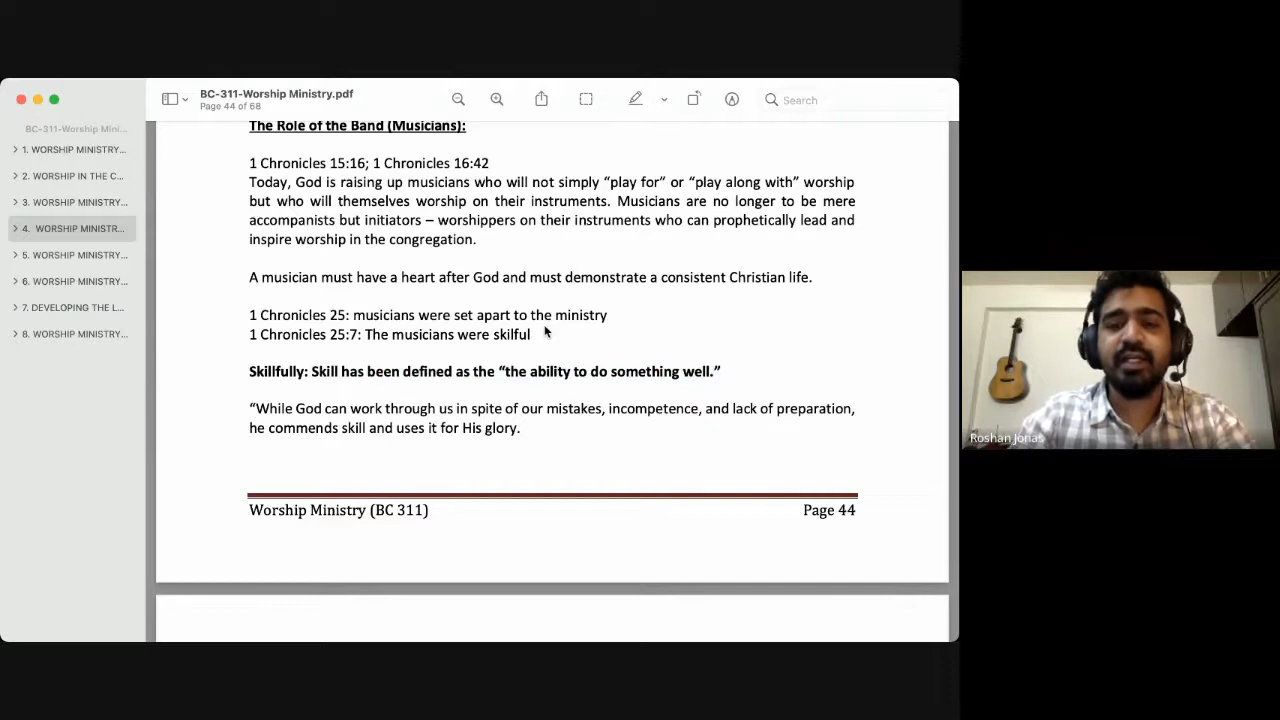 BC-311-Worship Ministry.pdf
Page 44 of 68
Search
BC-311-Worship Mini...
1. WORSHIP MINISTRY...
2. WORSHIP IN THE C...
3. WORSHIP MINISTRY...
4. WORSHIP MINISTR...
5. WORSHIP MINISTRY...
6. WORSHIP MINISTRY...
7. DEVELOPING THE L...
8. WORSHIP MINISTRY...
The Role of the Band (Musicians):
1 Chronicles 15:16; 1 Chronicles 16:42
Today, God is raising up musicians who will not simply “play for” or “play along with” worship
but who will themselves worship on their instruments. Musicians are no longer to be mere
accompanists but initiators – worshippers on their instruments who can prophetically lead and
inspire worship in the congregation.
A musician must have a heart after God and must demonstrate a consistent Christian life.
1 Chronicles 25: musicians were set apart to the ministry
1 Chronicles 25:7: The musicians were skilful
Skillfully: Skill has been defined as the “the ability to do something well.”
“While God can work through us in spite of our mistakes, incompetence, and lack of preparation,
he commends skill and uses it for His glory.
Worship Ministry (BC 311)
Page 44
Roshan Jonas